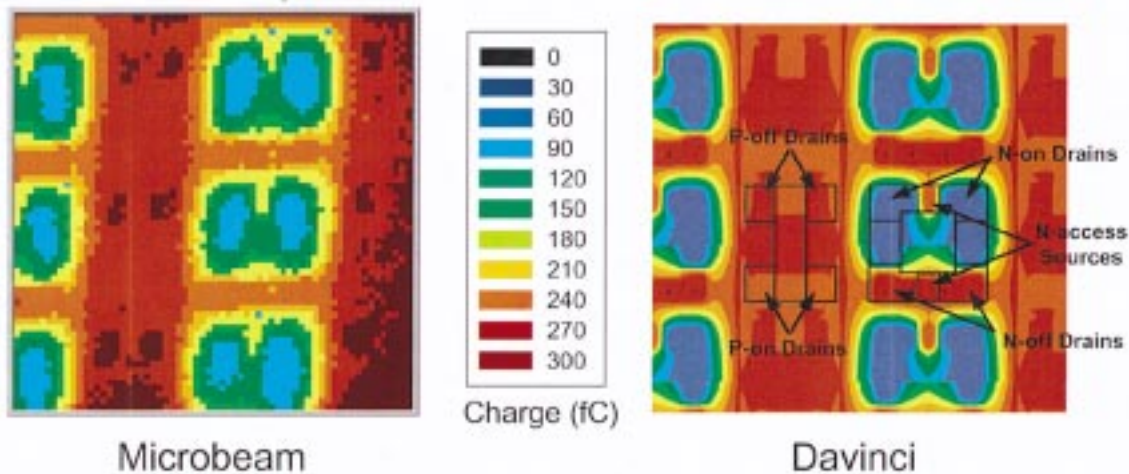 0
30
60
90
120
150
180
210
240
270
300
Charge (fC)
Microbeam
P-off Drains
N-on Drains
N-access
Sources
P-on Drains
N-off Drains
Davinci